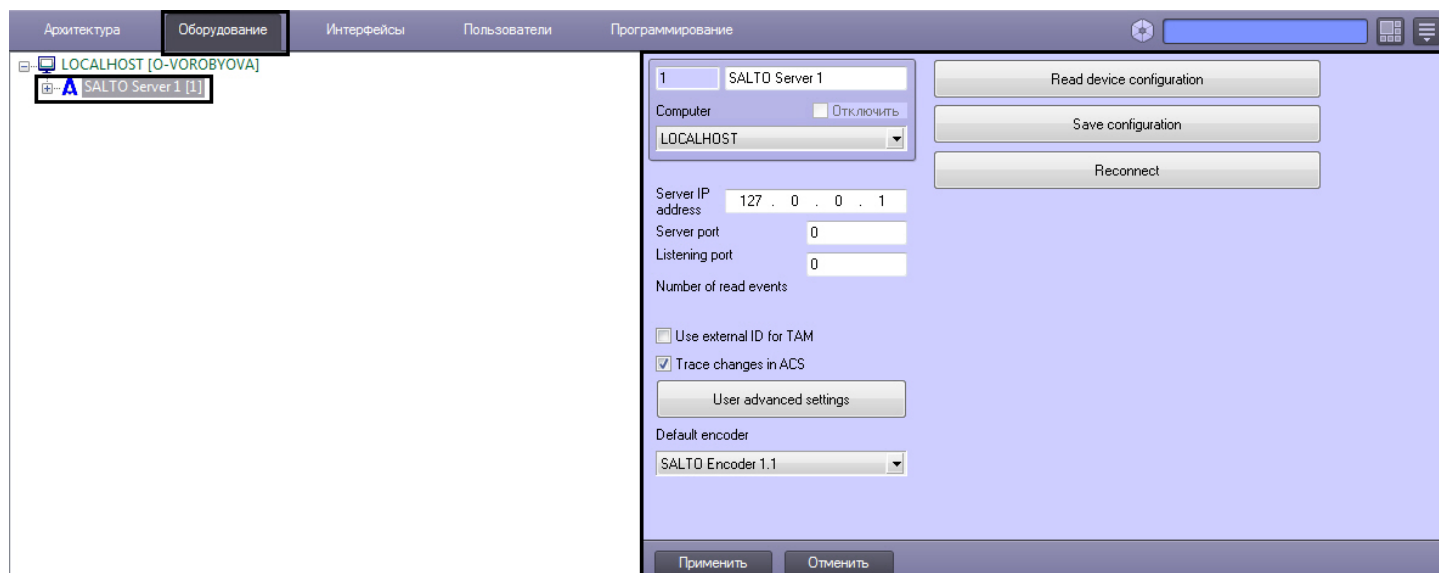 Архитектура Оборудование Интерфейсы Пользователи Программирование
LOCALHOST [O-VOROBYOVA]
SALTO Server 1 [1]
1 SALTO Server 1
Computer Отключить
LOCALHOST
Server IP address 127 . 0 . 0 . 1
Server port 0
Listening port 0
Number of read events
Use external ID for TAM
Trace changes in ACS
User advanced settings
Default encoder
SALTO Encoder 1.1
Применить Отменить
Read device configuration
Save configuration
Reconnect